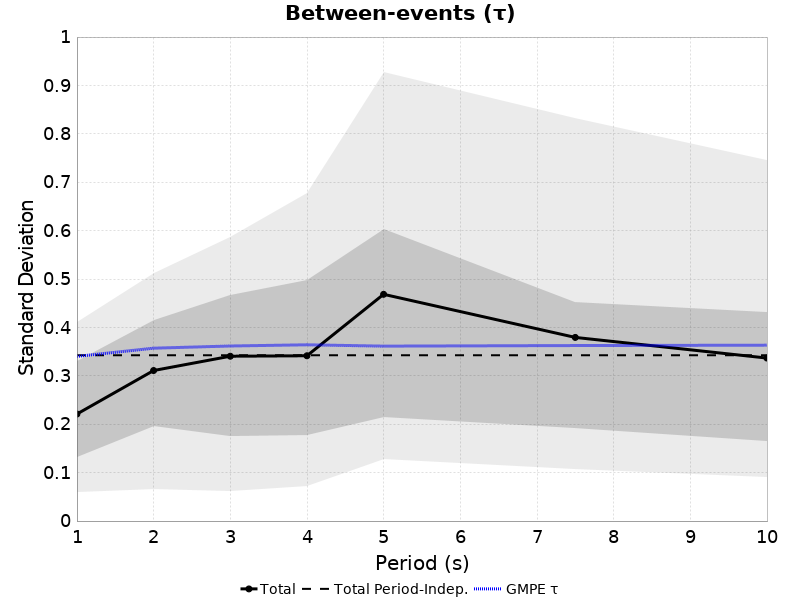 Between-events (τ)
1
0.9
0.8
0.7
0.6
0.5
0.4
0.3
0.2
0.1
0
Standard Deviation
1 2 3 4 5 6 7 8 9 10
Period (s)
Total Total Period-Indep. GMPE τ